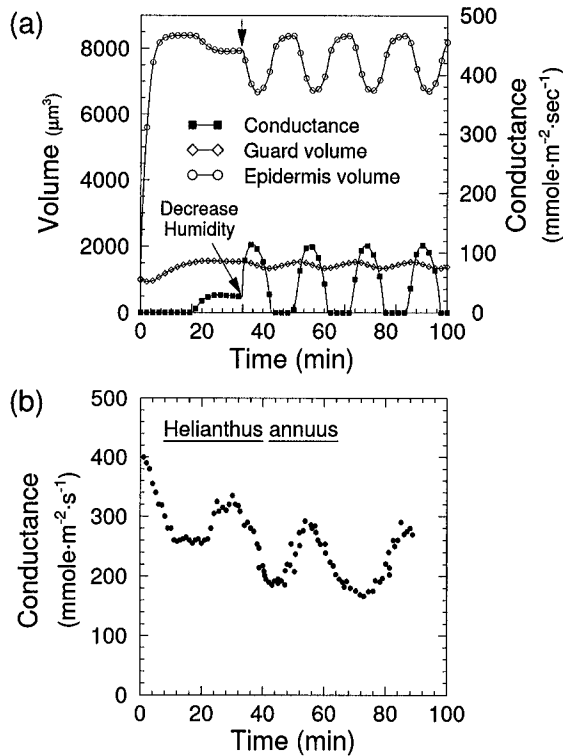 (a)
8000
6000
4000
2000
0
Volume (μm³)
500
400
300
200
100
0
Conductance
(mmole·m⁻²·sec⁻¹)
Conductance
Guard volume
Epidermis volume
Decrease
Humidity
0 20 40 60 80 100
Time (min)
(b)
500
400
300
200
100
0
Conductance
(mmole·m⁻²·s⁻¹)
Helianthus annuus
0 20 40 60 80 100
Time (min)